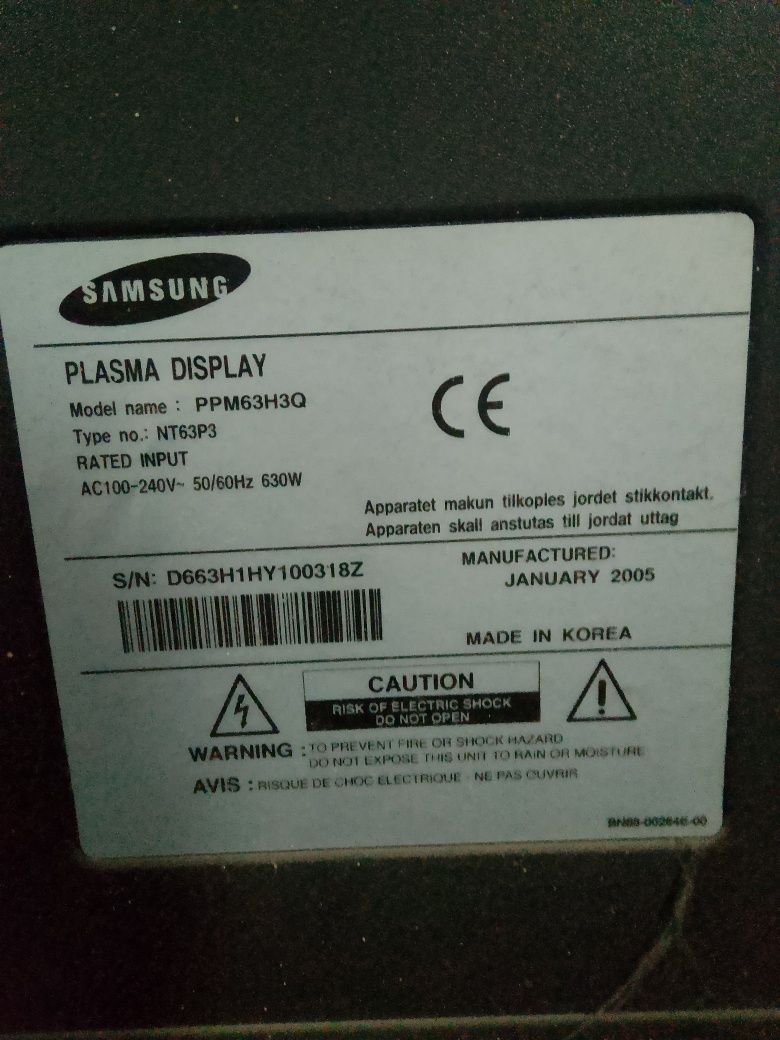 SAMSUNG
PLASMA DISPLAY
Model name : PPM63H3Q
Type no.: NT63P3
RATED INPUT
AC100-240V~ 50/60Hz 630W
CE
Apparatet makun tilkoples jordet stikkontakt.
Apparaten skall anstutas till jordat uttag
S/N: D663H1HY100318Z
MANUFACTURED:
JANUARY 2005
MADE IN KOREA
CAUTION
RISK OF ELECTRIC SHOCK
DO NOT OPEN
WARNING : TO PREVENT FIRE OR SHOCK HAZARD
DO NOT EXPOSE THIS UNIT TO RAIN OR MOISTURE
AVIS : RISQUE DE CHOC ELECTRIQUE - NE PAS OUVRIR